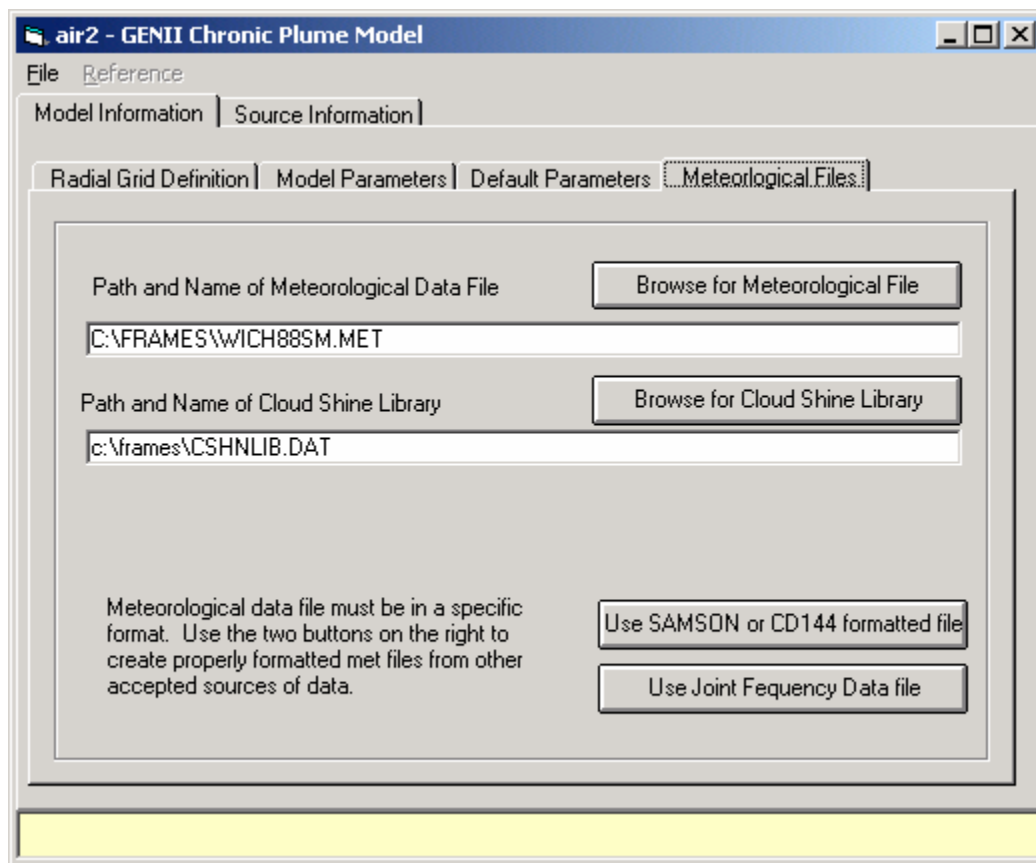 air2 - GENII Chronic Plume Model
File Reference
Model Information Source Information
Radial Grid Definition Model Parameters Default Parameters Meteorlogical Files
Path and Name of Meteorological Data File Browse for Meteorological File
C:\FRAMES\WICH88SM.MET
Path and Name of Cloud Shine Library Browse for Cloud Shine Library
c:\frames\CSHNLIB.DAT
Meteorological data file must be in a specific
format. Use the two buttons on the right to
create properly formatted met files from other
accepted sources of data.
Use SAMSON or CD144 formatted file
Use Joint Fequency Data file